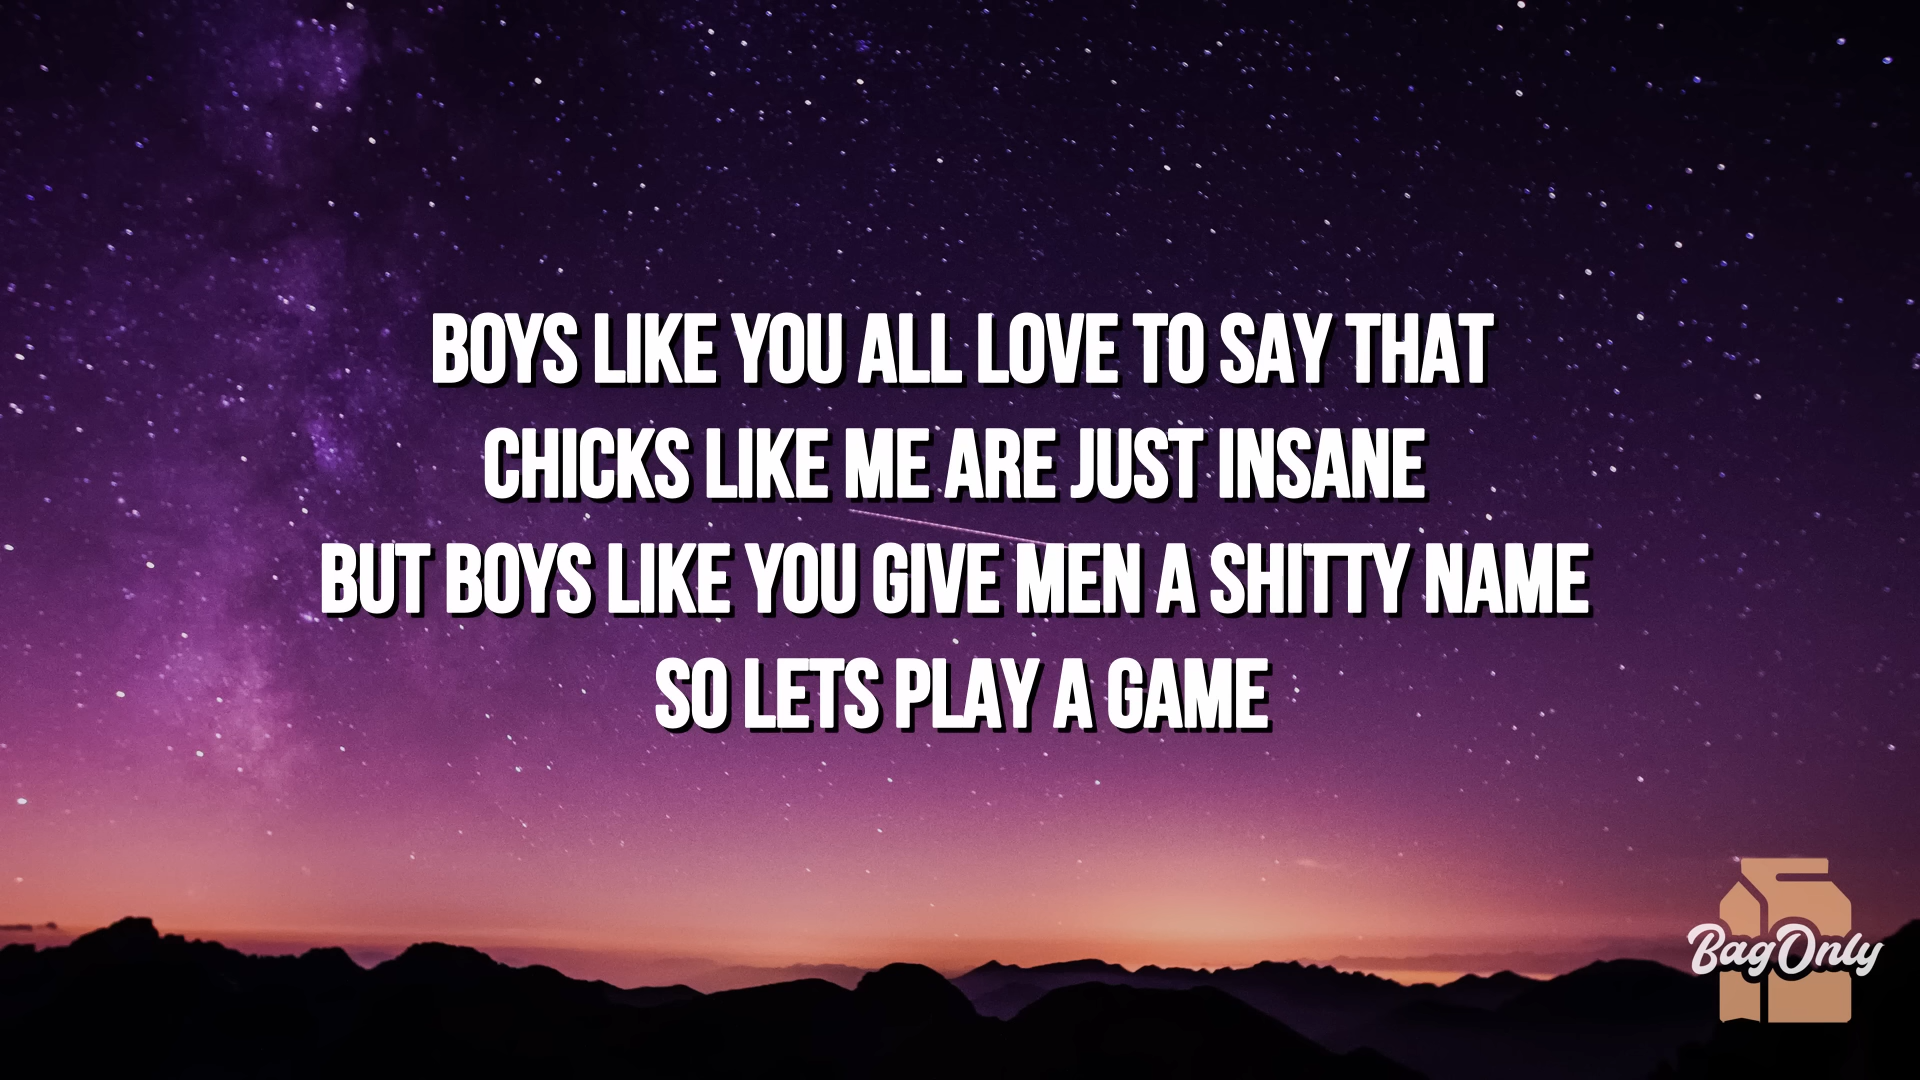 BOYS LIKE YOU ALL LOVE TO SAY THAT
CHICKS LIKE ME ARE JUST INSANE
BUT BOYS LIKE YOU GIVE MEN A SHITTY NAME
SO LETS PLAY A GAME
BagOnly